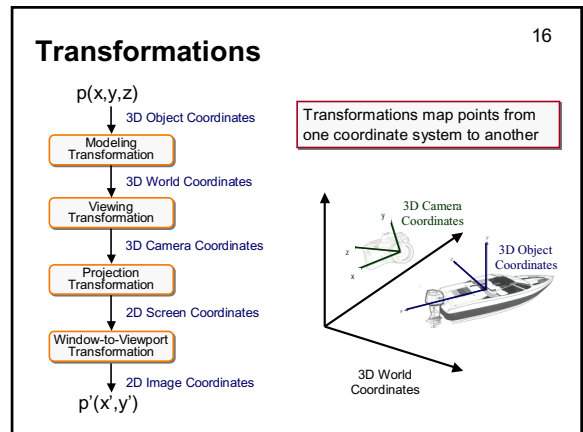 16
Transformations
p(x,y,z)
3D Object Coordinates
Modeling
Transformation
3D World Coordinates
Viewing
Transformation
3D Camera Coordinates
Projection
Transformation
2D Screen Coordinates
Window-to-Viewport
Transformation
2D Image Coordinates
p’(x’,y’)
Transformations map points from
one coordinate system to another
3D Camera
Coordinates
y
z
x
3D Object
Coordinates
3D World
Coordinates